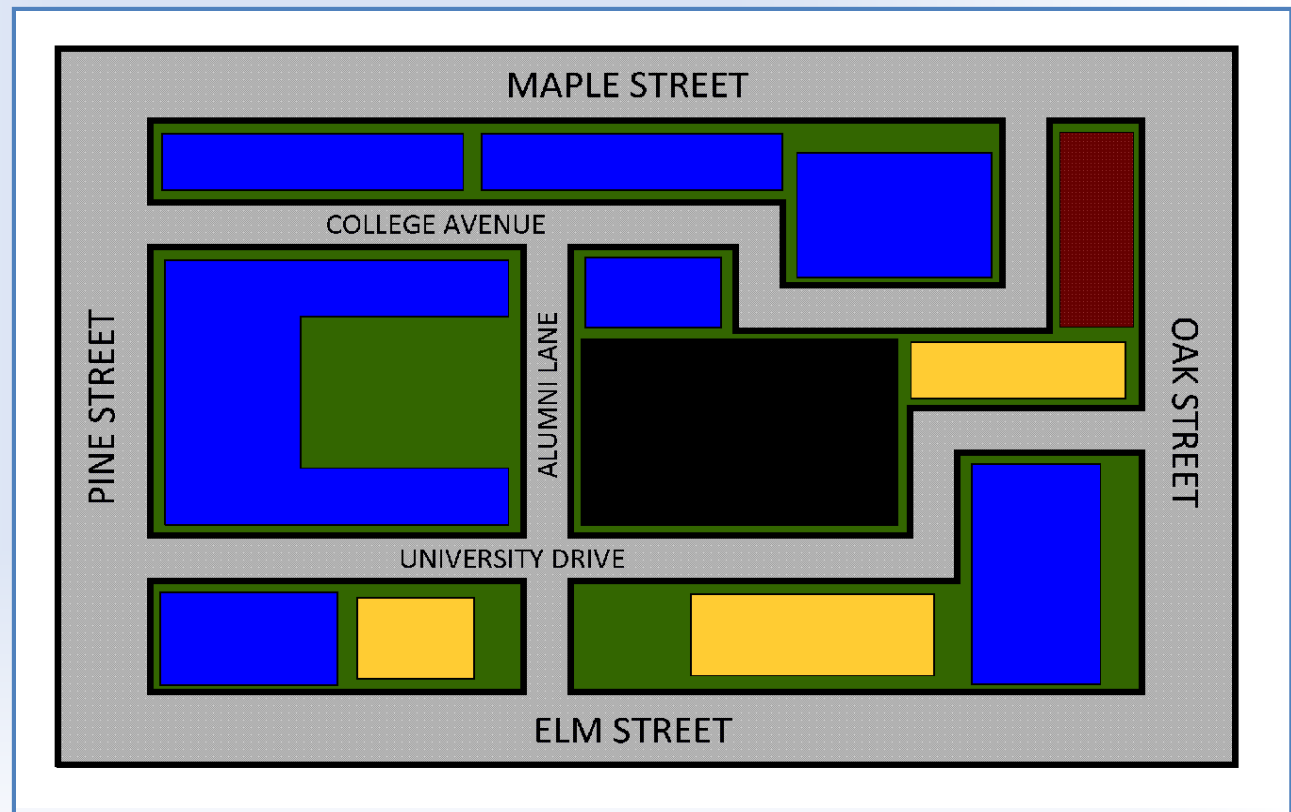 MAPLE STREET
COLLEGE AVENUE
PINE STREET
ALUMNI LANE
OAK STREET
UNIVERSITY DRIVE
ELM STREET